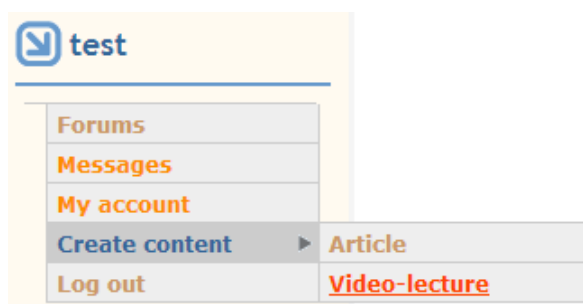 test
Forums
Messages
My account
Create content
Article
Log out
Video-lecture